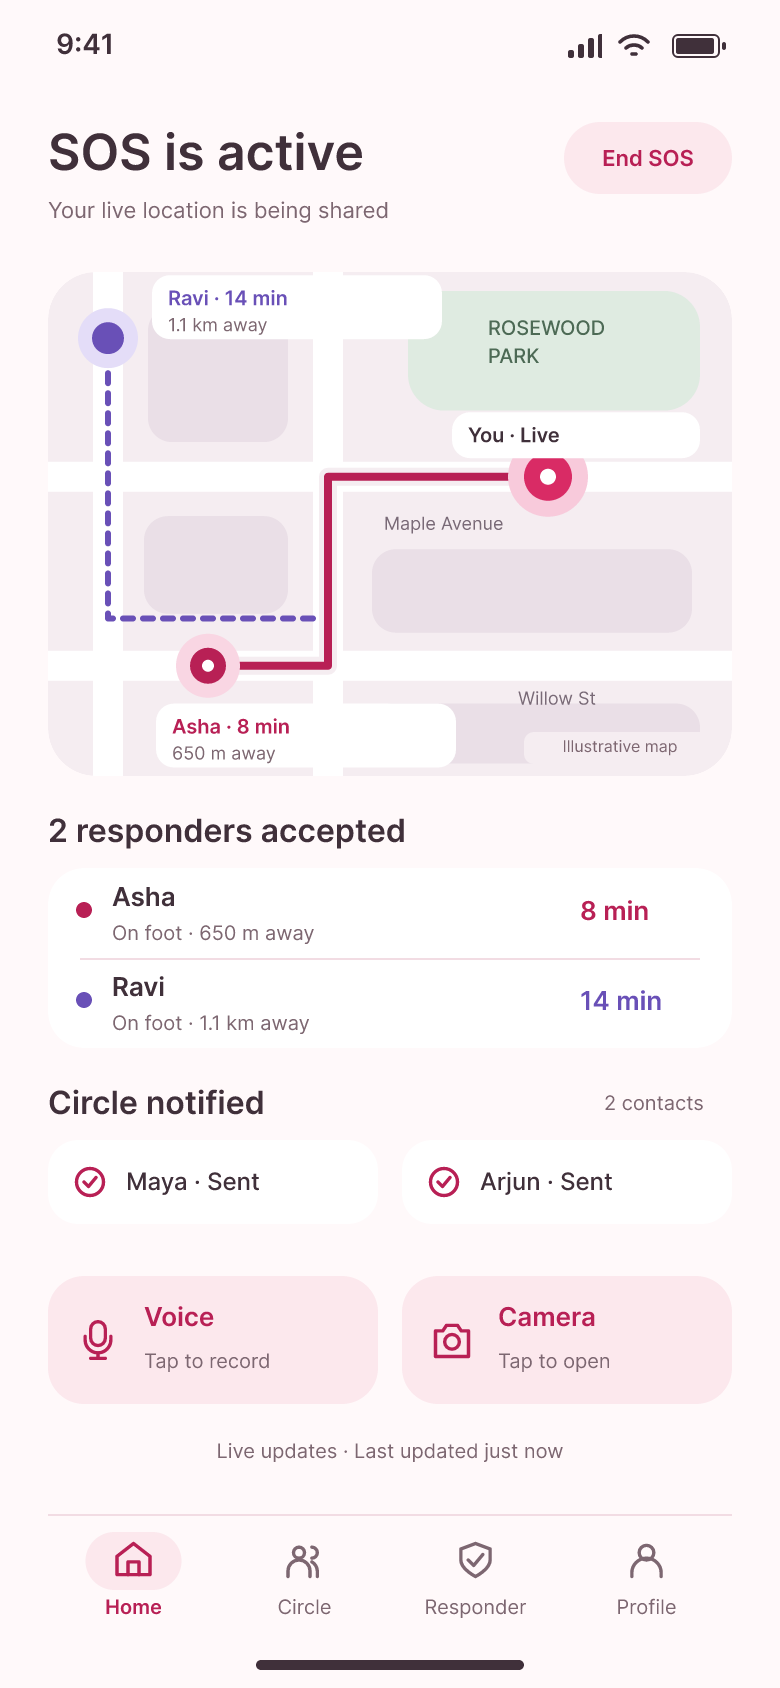 9:41
SOS is active
End SOS
Your live location is being shared
Ravi · 14 min
1.1 km away
ROSEWOOD
PARK
You · Live
Maple Avenue
Willow St
Asha · 8 min
650 m away
Illustrative map
2 responders accepted
Asha
On foot · 650 m away
8 min
Ravi
On foot · 1.1 km away
14 min
Circle notified
2 contacts
Maya · Sent
Arjun · Sent
Voice
Tap to record
Camera
Tap to open
Live updates · Last updated just now
Home
Circle
Responder
Profile